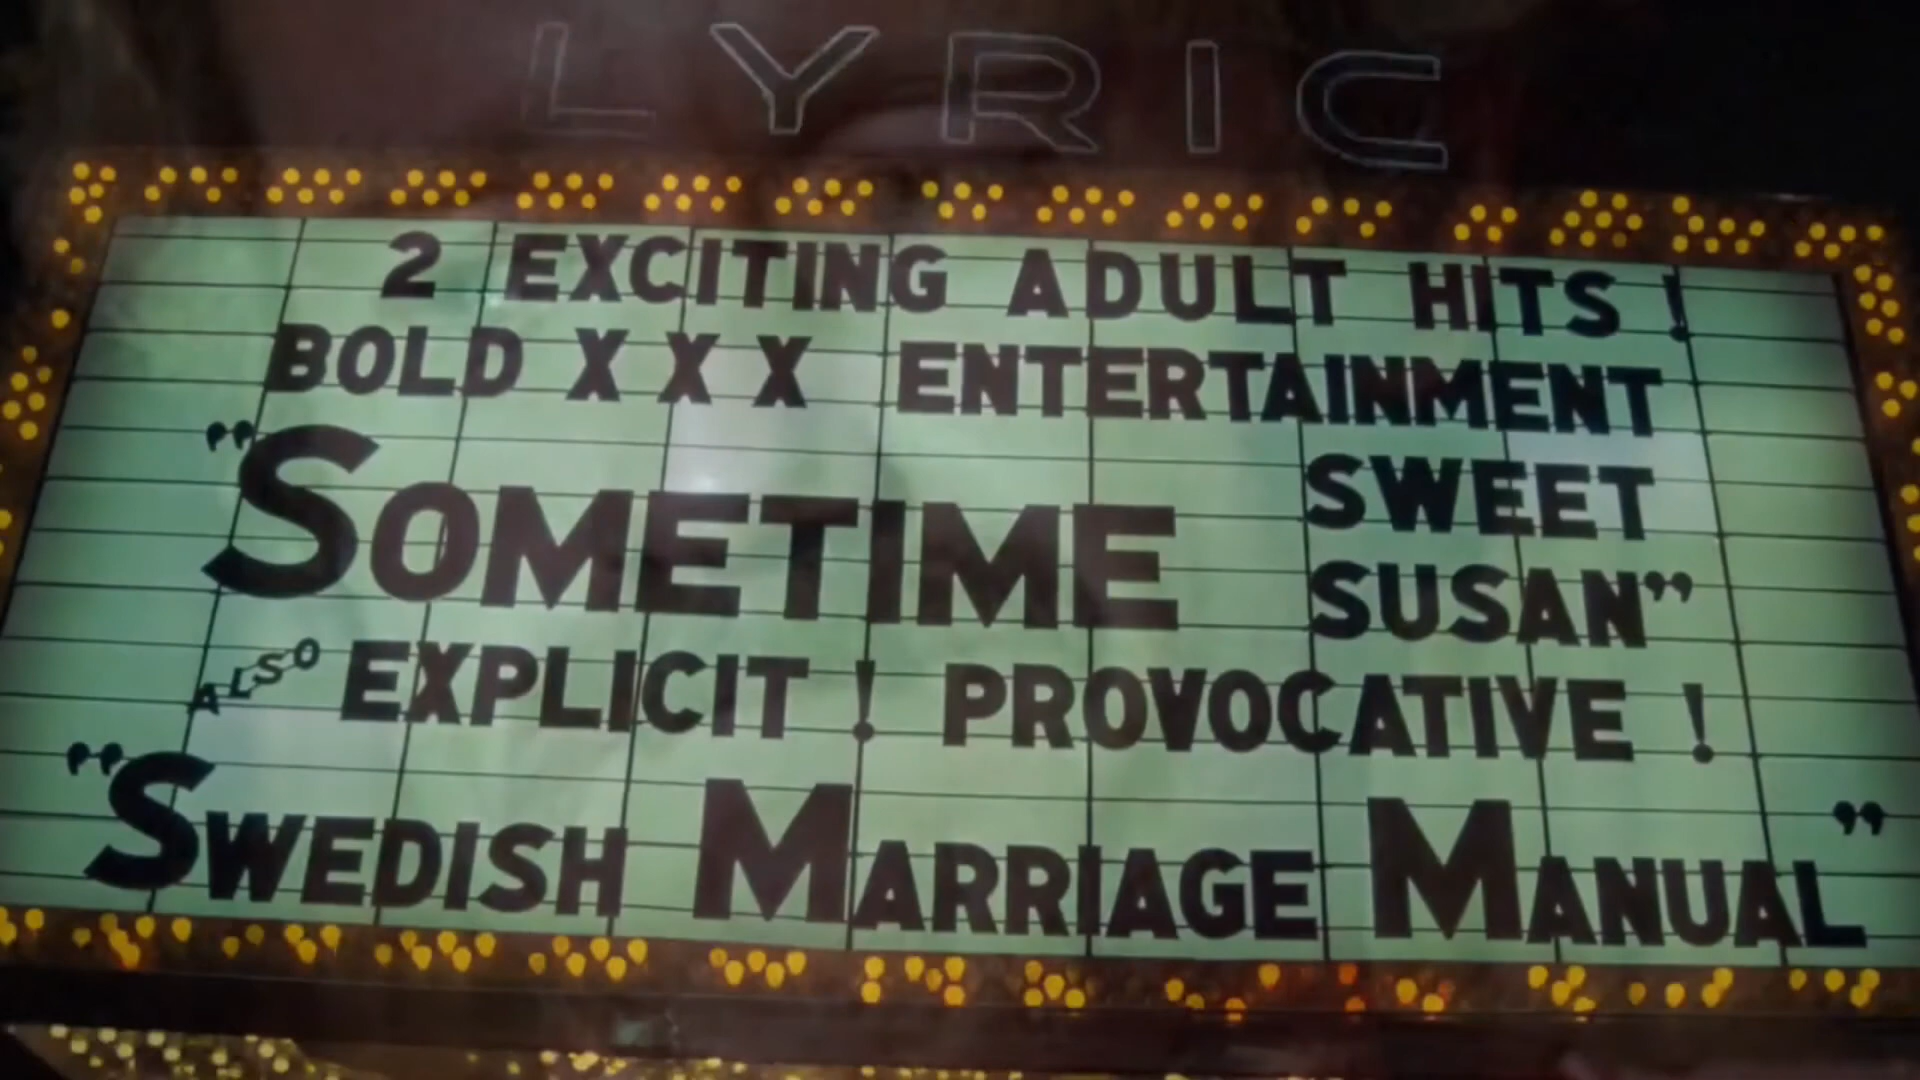 LYRIC
2 EXCITING ADULT HITS!
BOLD XXX ENTERTAINMENT
"SOMETIME SWEET SUSAN"
ALSO EXPLICIT! PROVOCATIVE!
"SWEDISH MARRIAGE MANUAL"